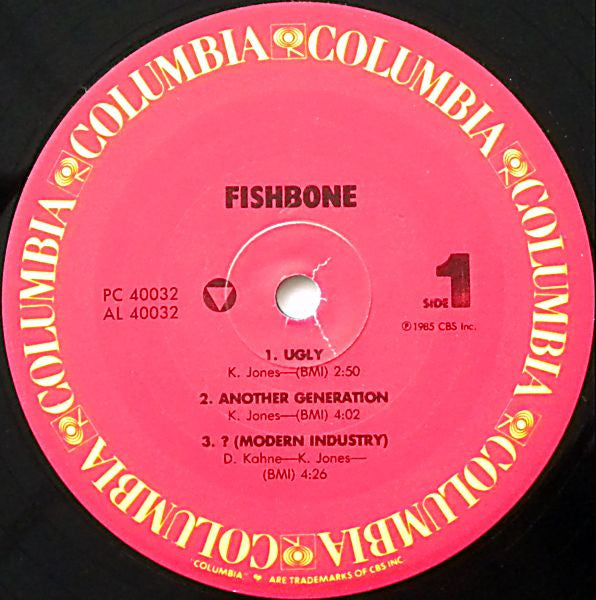 COLUMBIA COLUMBIA COLUMBIA COLUMBIA COLUMBIA COLUMBIA COLUMBIA
FISHBONE
PC 40032
AL 40032
SIDE 1
℗1985 CBS Inc.
1. UGLY
K. Jones—(BMI) 2:50
2. ANOTHER GENERATION
K. Jones—(BMI) 4:02
3. ? (MODERN INDUSTRY)
D. Kahne—K. Jones—
(BMI) 4:26
"COLUMBIA" ARE TRADEMARKS OF CBS INC.